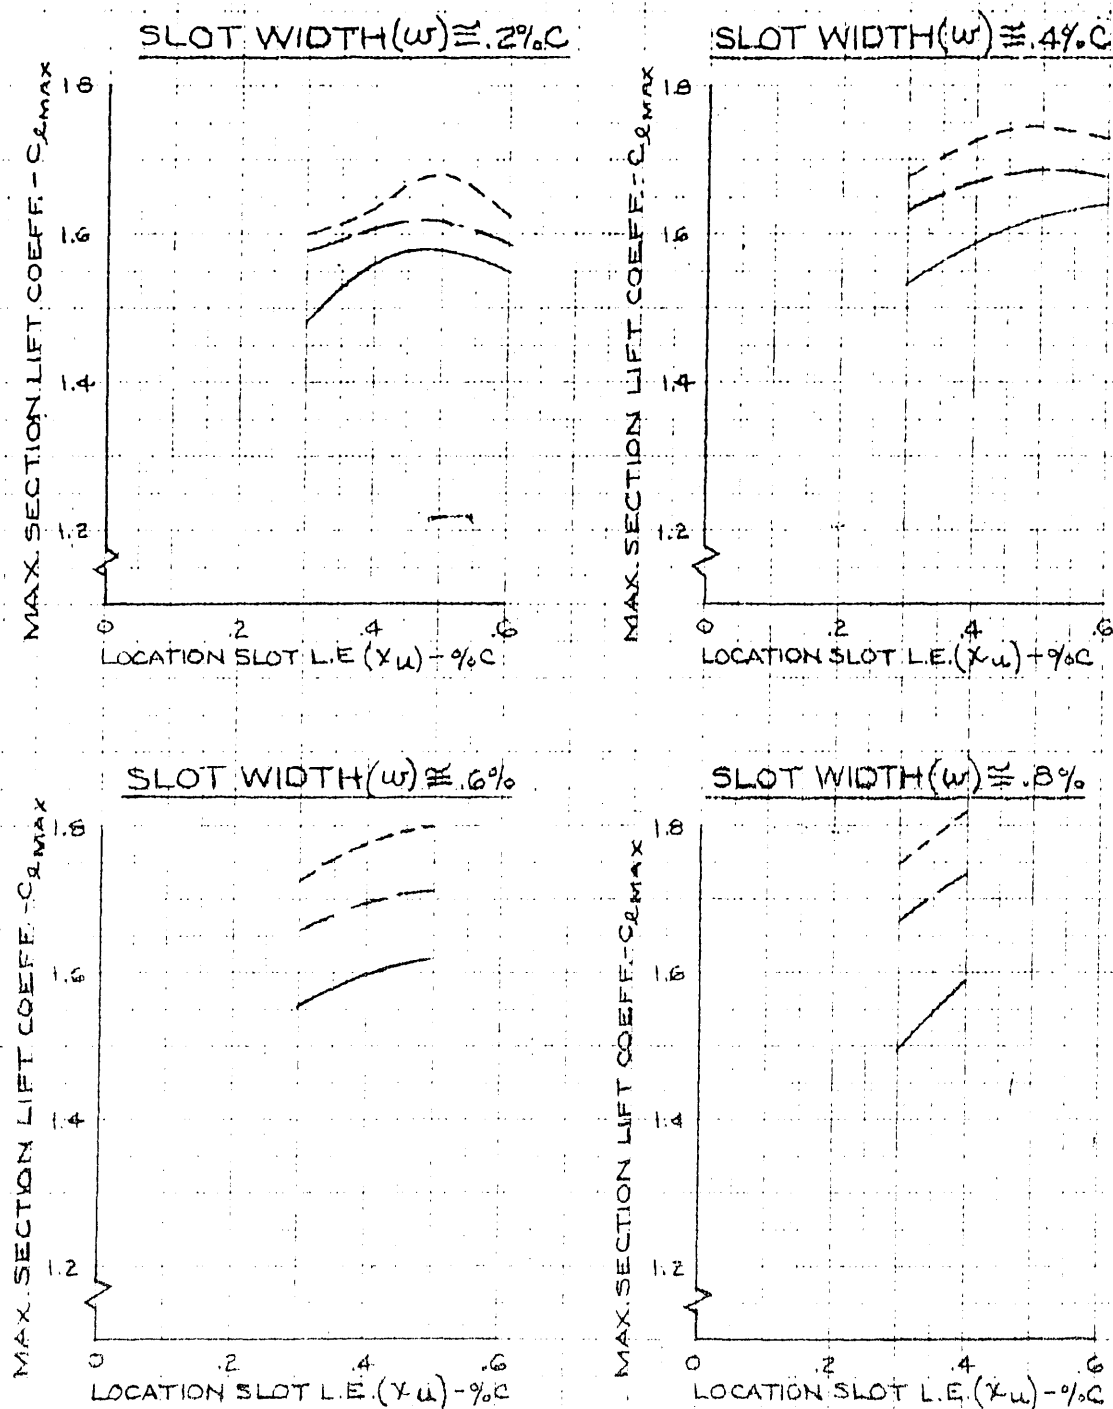 SLOT WIDTH(w)≅.2%C
MAX. SECTION LIFT COEFF.-CℓMAX
1.8
1.6
1.4
1.2
0 .2 .4 .6
LOCATION SLOT L.E (Xu)-%C
SLOT WIDTH(w)≅.4%C
MAX. SECTION LIFT COEFF.-CℓMAX
1.8
1.6
1.4
1.2
0 .2 .4 .6
LOCATION SLOT L.E.(Xu)-%C
SLOT WIDTH(w)≅.6%
MAX. SECTION LIFT COEFF.-CℓMAX
1.8
1.6
1.4
1.2
0 .2 .4 .6
LOCATION SLOT L.E.(Xu)-%C
SLOT WIDTH(w)≅.8%
MAX. SECTION LIFT COEFF.-CℓMAX
1.8
1.6
1.4
1.2
0 .2 .4 .6
LOCATION SLOT L.E.(Xu)-%C